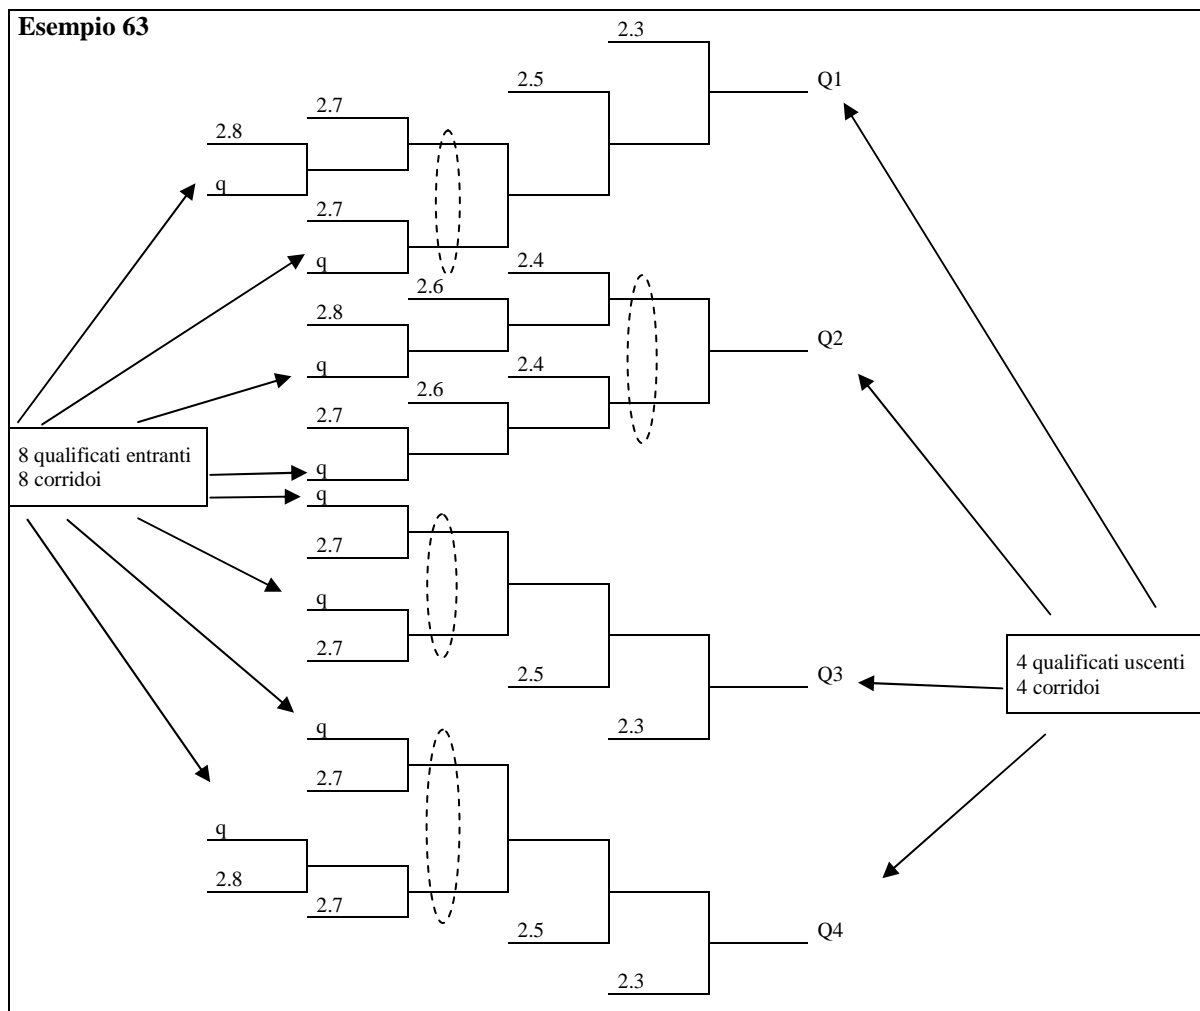 Esempio 63
2.3
2.5
Q1
2.7
2.8
q
2.7
q
2.4
2.6
2.8
Q2
q
2.4
2.6
2.7
8 qualificati entranti
8 corridoi
q
q
2.7
q
2.7
4 qualificati uscenti
4 corridoi
2.5
Q3
q
2.3
2.7
q
2.8
2.7
2.5
Q4
2.3